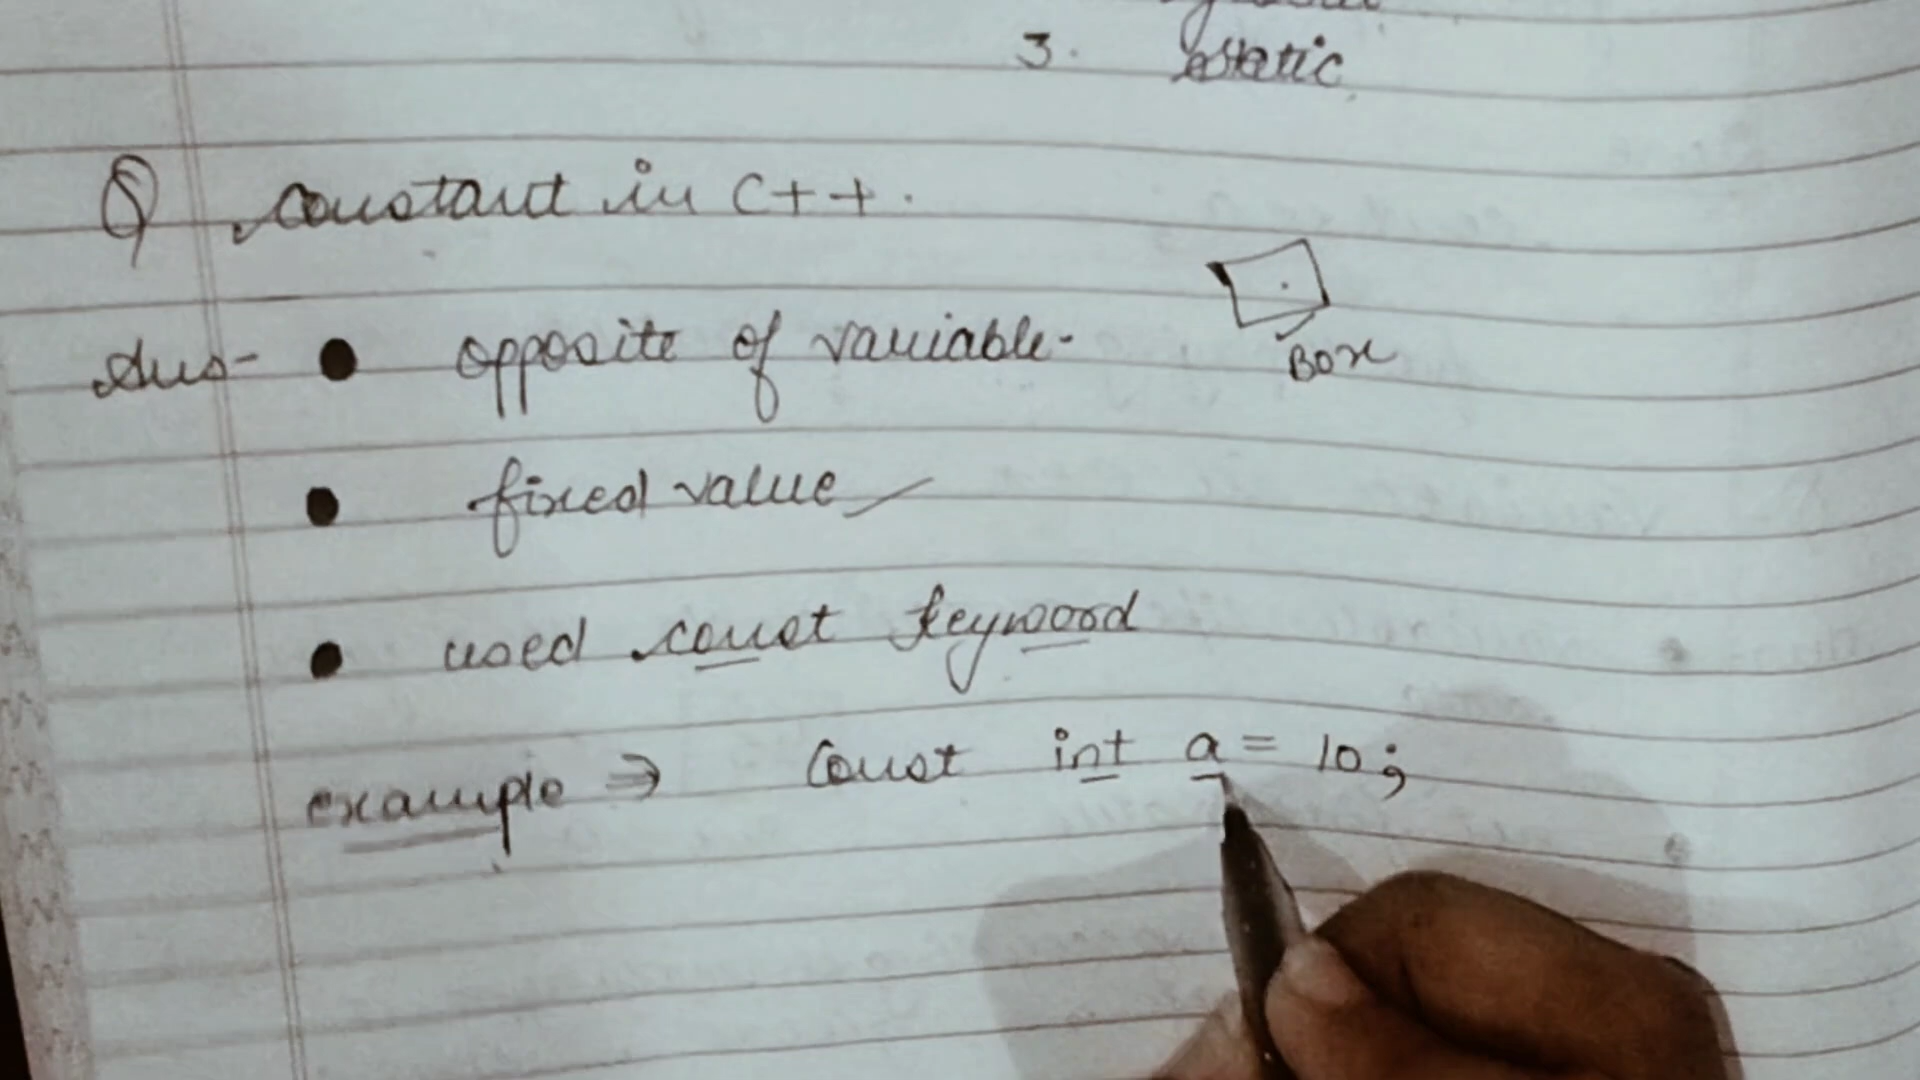 3. static
Q constant in C++.
Ans- ● opposite of variable-
Box
● fixed value
● used const keyword
example ⇒ Const int a = 10;